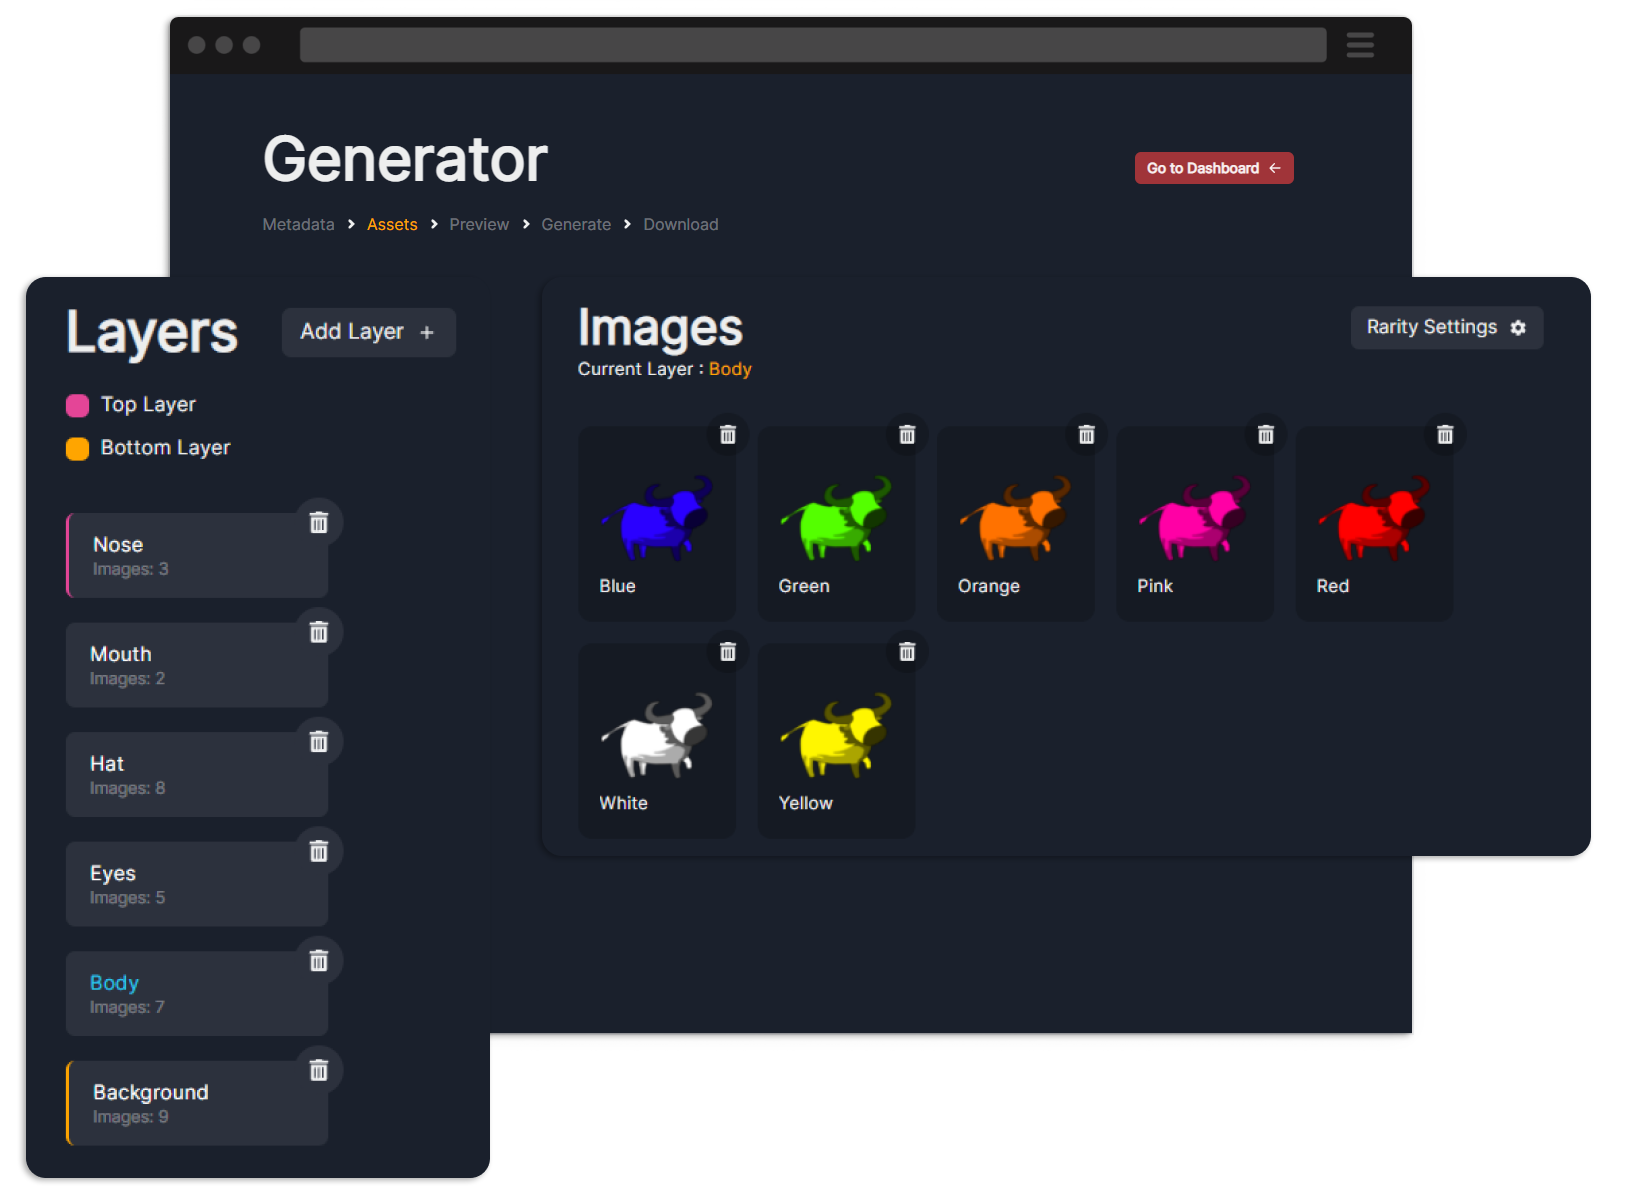 Generator
Go to Dashboard
Metadata Assets Preview Generate Download
Layers
Add Layer +
Top Layer
Bottom Layer
Nose
Images: 3
Mouth
Images: 2
Hat
Images: 8
Eyes
Images: 5
Body
Images: 7
Background
Images: 9
Images
Rarity Settings
Current Layer : Body
Blue
Green
Orange
Pink
Red
White
Yellow